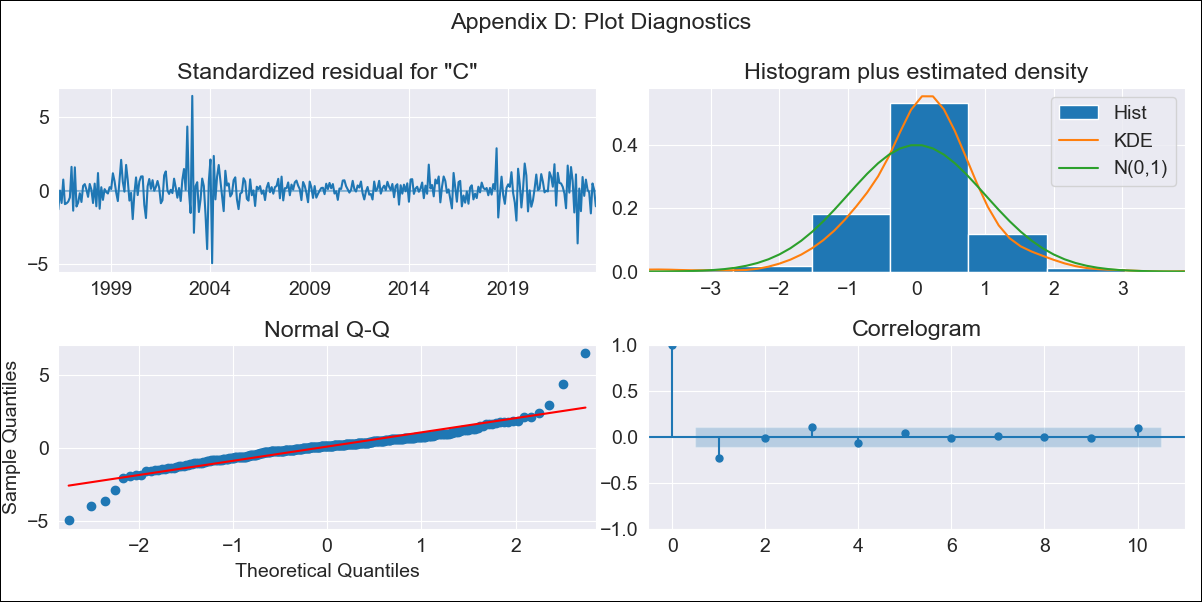 Appendix D: Plot Diagnostics
Standardized residual for "C"
5
0
−5
1999 2004 2009 2014 2019
Histogram plus estimated density
Hist
KDE
N(0,1)
0.4
0.2
0.0
−3 −2 −1 0 1 2 3
Normal Q-Q
Sample Quantiles
5
0
−5
−2 −1 0 1 2
Theoretical Quantiles
Correlogram
1.0
0.5
0.0
−0.5
−1.0
0 2 4 6 8 10